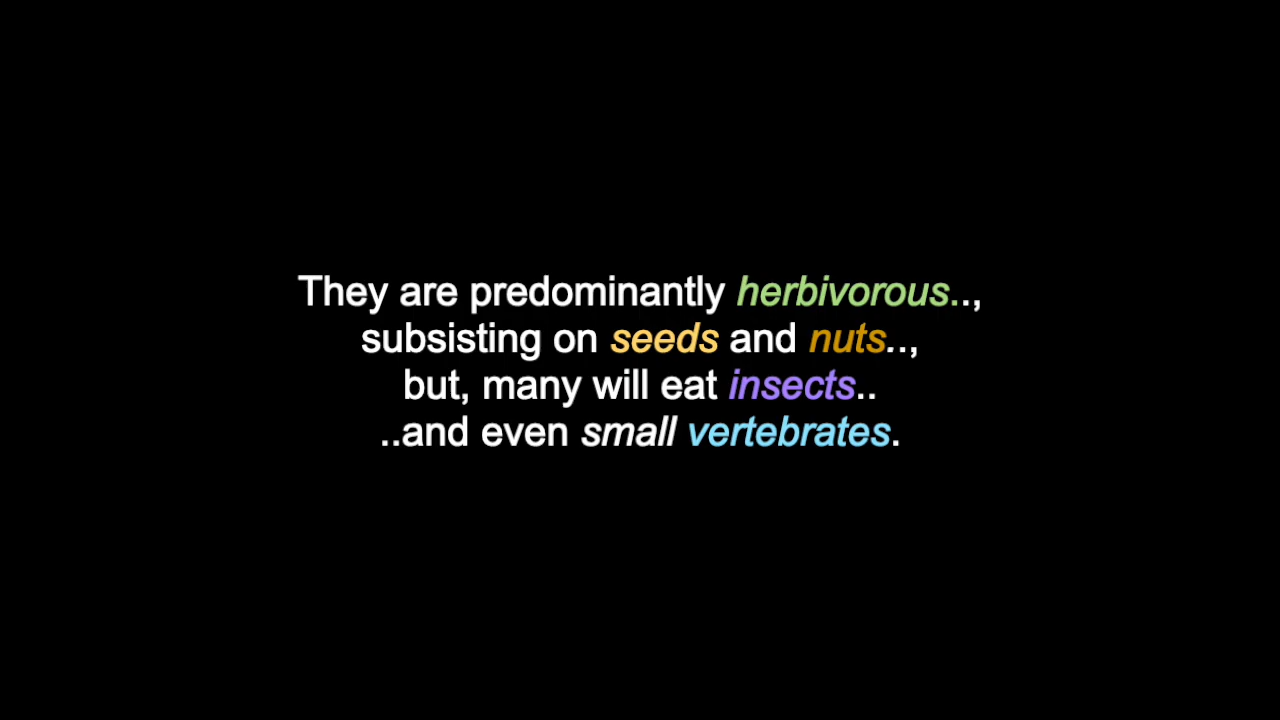 They are predominantly herbivorous..,
subsisting on seeds and nuts..,
but, many will eat insects..
..and even small vertebrates.